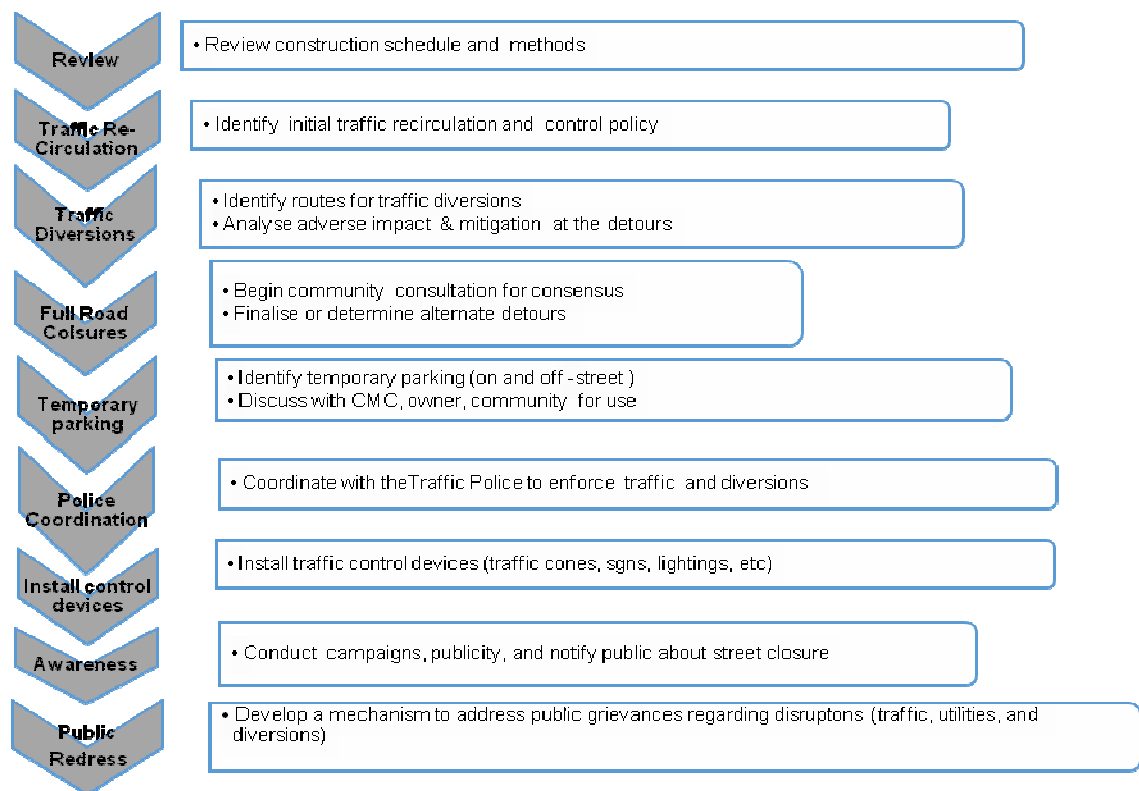 Review
• Review construction schedule and methods
Traffic Re-
Circulation
• Identify initial traffic recirculation and control policy
Traffic
Diversions
• Identify routes for traffic diversions
• Analyse adverse impact & mitigation at the detours
Full Road
Colsures
• Begin community consultation for consensus
• Finalise or determine alternate detours
Temporary
parking
• Identify temporary parking (on and off -street )
• Discuss with CMC, owner, community for use
Police
Coordination
• Coordinate with theTraffic Police to enforce traffic and diversions
Install control
devices
• Install traffic control devices (traffic cones, sgns, lightings, etc)
Awareness
• Conduct campaigns, publicity, and notify public about street closure
Public
Redress
• Develop a mechanism to address public grievances regarding disruptons (traffic, utilities, and
diversions)